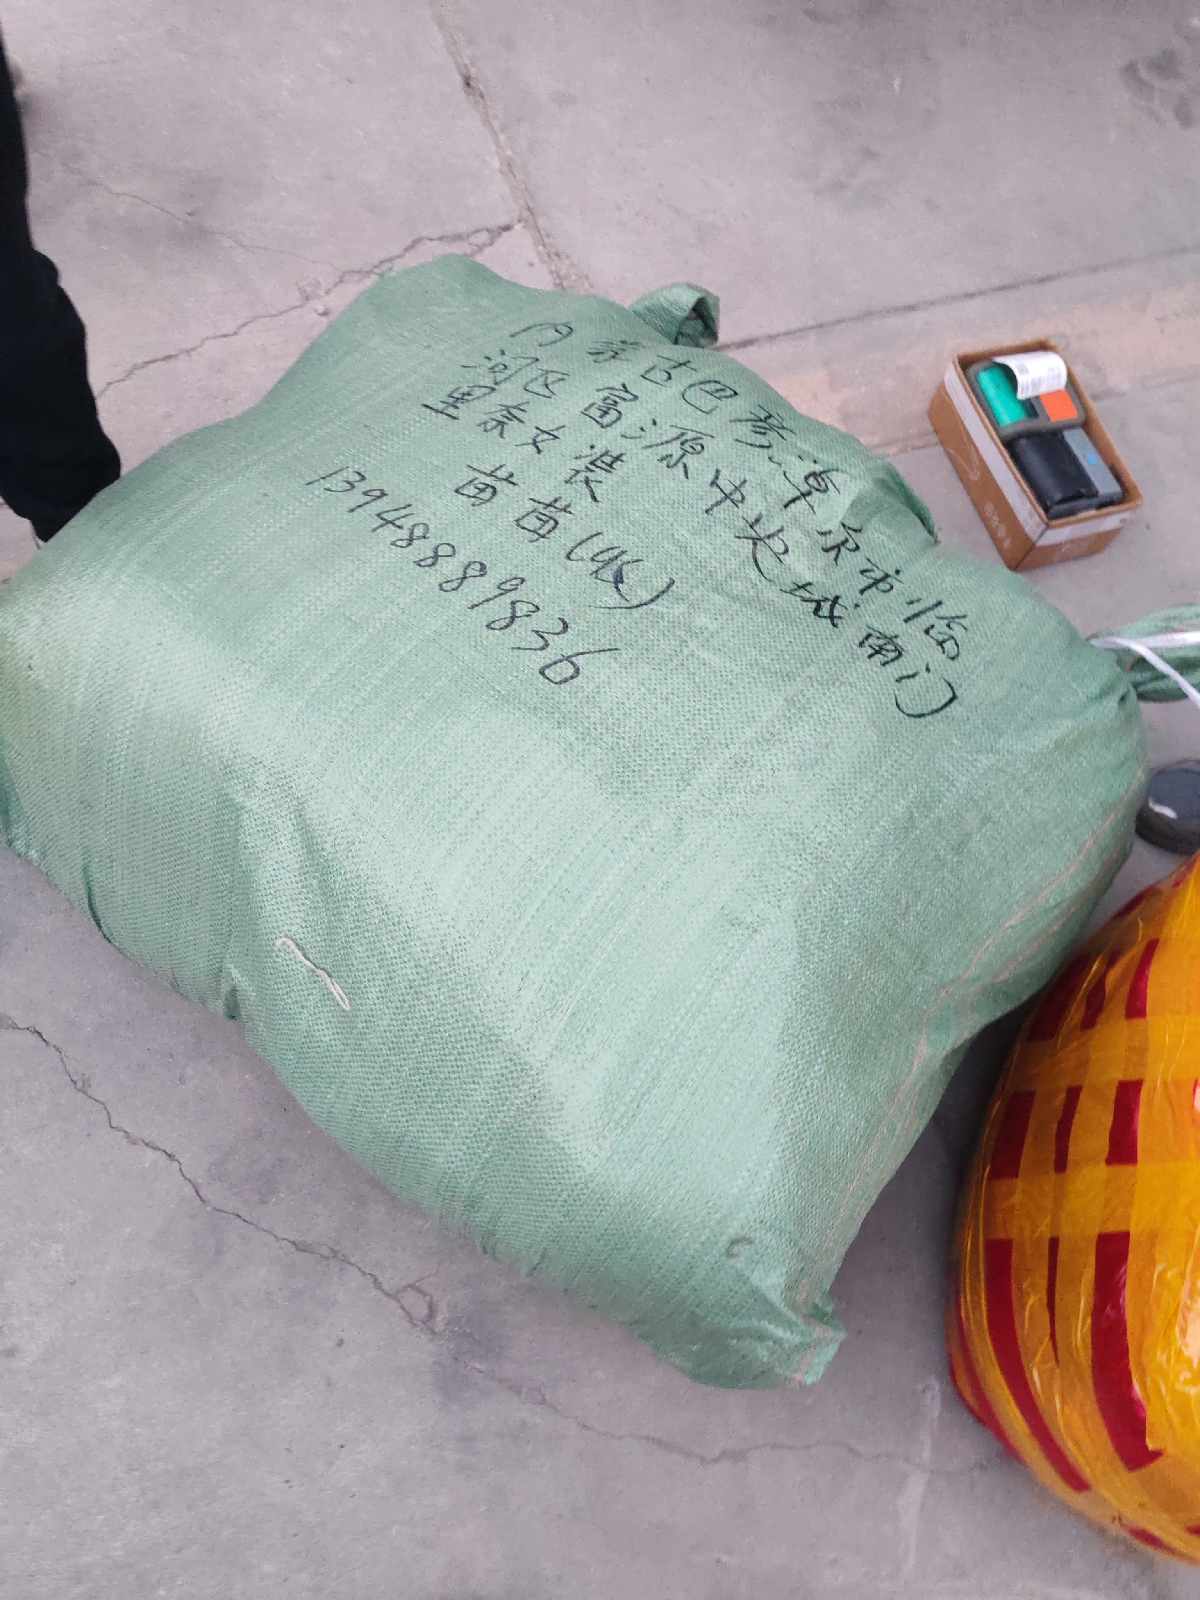 内蒙古巴彦淖尔市临
河区富源中央城南门
里奈女装
苗苗(收)
13948889836